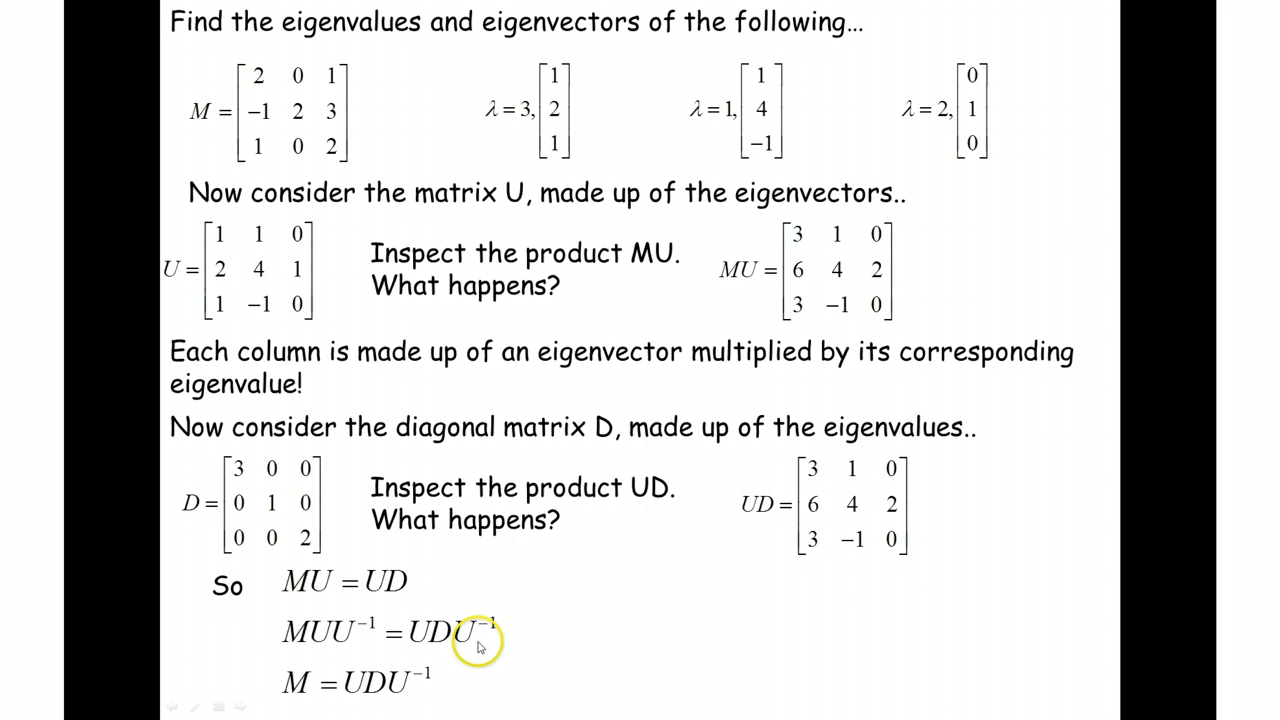 Find the eigenvalues and eigenvectors of the following...
M = [2 0 1; −1 2 3; 1 0 2] λ = 3, [1; 2; 1] λ = 1, [1; 4; −1] λ = 2, [0; 1; 0]
Now consider the matrix U, made up of the eigenvectors..
U = [1 1 0; 2 4 1; 1 −1 0] Inspect the product MU. What happens? MU = [3 1 0; 6 4 2; 3 −1 0]
Each column is made up of an eigenvector multiplied by its corresponding
eigenvalue!
Now consider the diagonal matrix D, made up of the eigenvalues..
D = [3 0 0; 0 1 0; 0 0 2] Inspect the product UD. What happens? UD = [3 1 0; 6 4 2; 3 −1 0]
So MU = UD
MUU⁻¹ = UDU⁻¹
M = UDU⁻¹